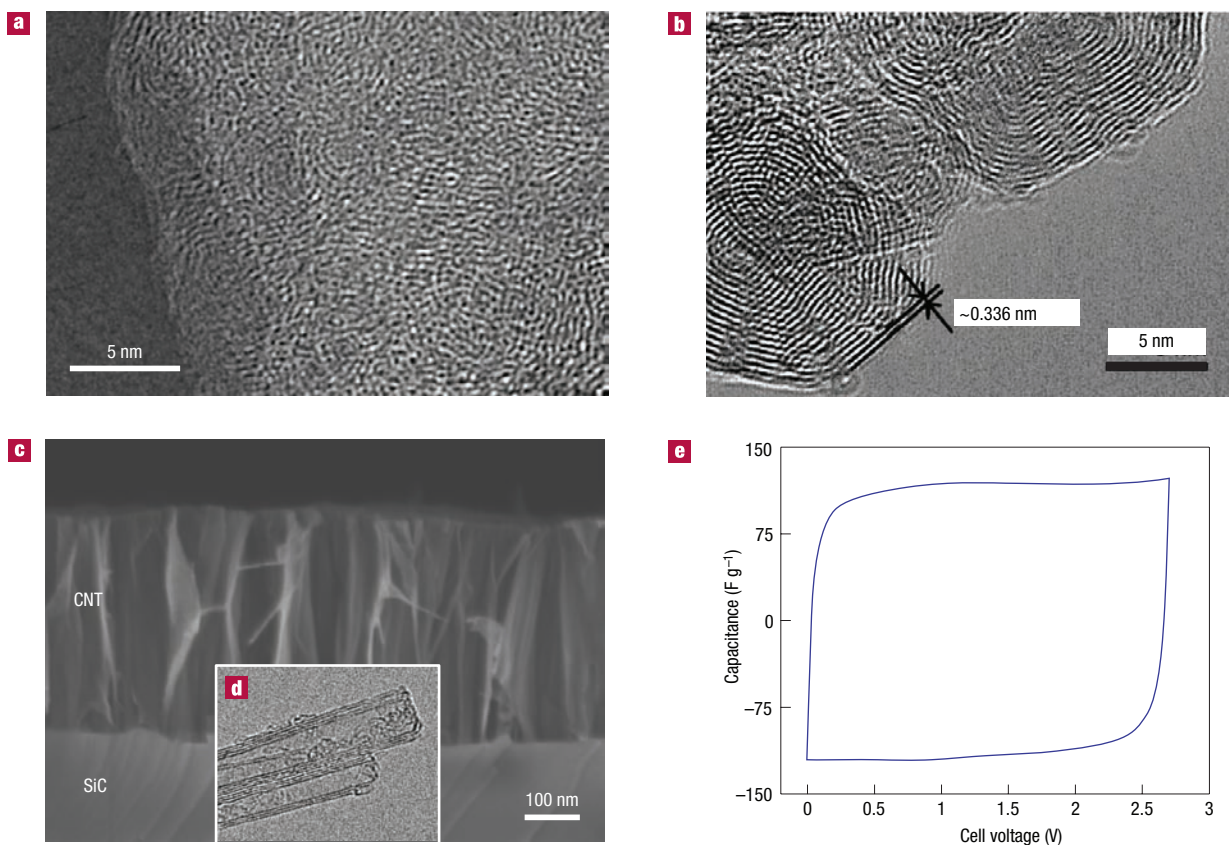 a
5 nm
b
~0.336 nm
5 nm
c
CNT
SiC
d
100 nm
e
Capacitance (F g⁻¹)
150
75
0
−75
−150
0
0.5
1
1.5
2
2.5
3
Cell voltage (V)